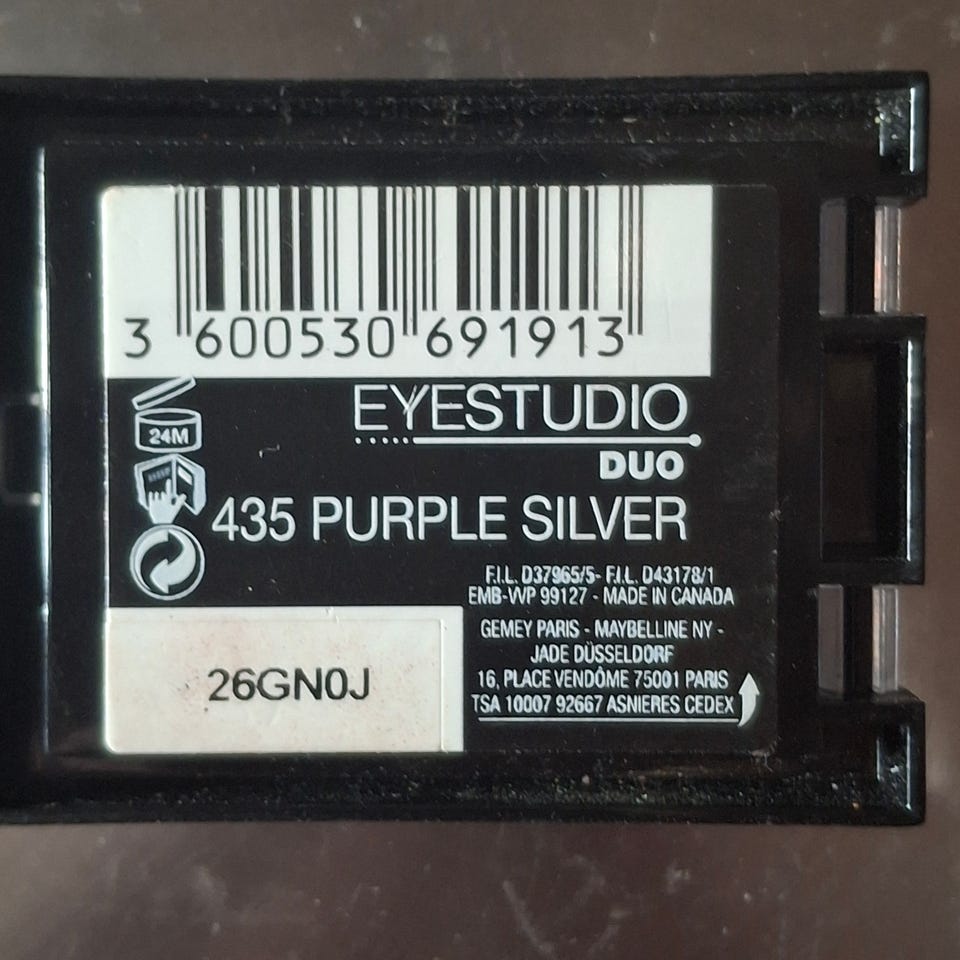 3 600530 691913
EYESTUDIO
DUO
24M
435 PURPLE SILVER
F.I.L. D37965/5- F.I.L. D43178/1
EMB-VVP 99127 - MADE IN CANADA
GEMEY PARIS - MAYBELLINE NY -
JADE DÜSSELDORF
16, PLACE VENDÔME 75001 PARIS
TSA 10007 92667 ASNIERES CEDEX
26GN0J